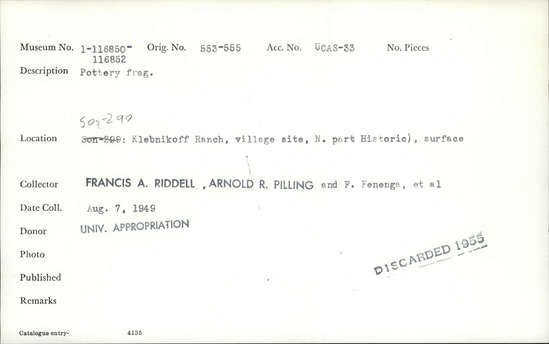 Museum No. 1-116850- Orig. No. 553-555 Acc. No. UCAS-33 No. Pieces
116852
Description Pottery frag.
Son-290
Location Son-298: Klebnikoff Ranch, village site, N. part Historic), surface
Collector FRANCIS A. RIDDELL , ARNOLD R. PILLING and F. Fenenga, et al
Date Coll. Aug. 7, 1949
Donor UNIV. APPROPRIATION
Photo
DISCARDED 1955
Published
Remarks
Catalogue entry- 4135